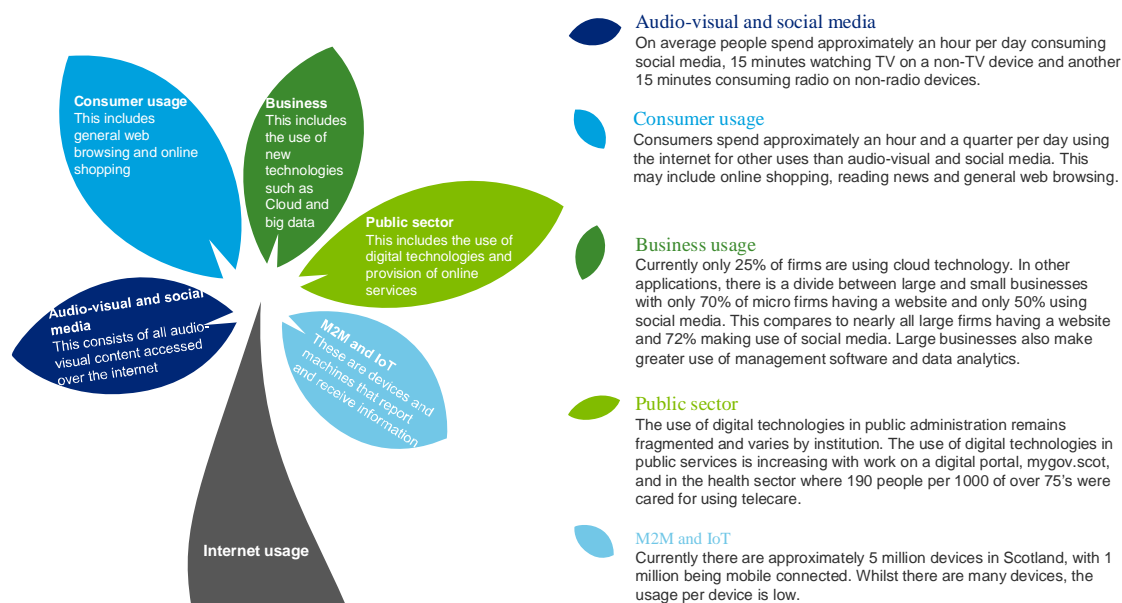 Consumer usage
This includes
general web
browsing and online
shopping
Business
This includes
the use of
new
technologies
such as
Cloud and
big data
Public sector
This includes the use of
digital technologies and
provision of online
services
Audio-visual and social
media
This consists of all audio-
visual content accessed
over the internet
M2M and IoT
These are devices and
machines that report
and receive information
Internet usage
Audio-visual and social media
On average people spend approximately an hour per day consuming
social media, 15 minutes watching TV on a non-TV device and another
15 minutes consuming radio on non-radio devices.
Consumer usage
Consumers spend approximately an hour and a quarter per day using
the internet for other uses than audio-visual and social media. This
may include online shopping, reading news and general web browsing.
Business usage
Currently only 25% of firms are using cloud technology. In other
applications, there is a divide between large and small businesses
with only 70% of micro firms having a website and only 50% using
social media. This compares to nearly all large firms having a website
and 72% making use of social media. Large businesses also make
greater use of management software and data analytics.
Public sector
The use of digital technologies in public administration remains
fragmented and varies by institution. The use of digital technologies in
public services is increasing with work on a digital portal, mygov.scot,
and in the health sector where 190 people per 1000 of over 75's were
cared for using telecare.
M2M and IoT
Currently there are approximately 5 million devices in Scotland, with 1
million being mobile connected. Whilst there are many devices, the
usage per device is low.